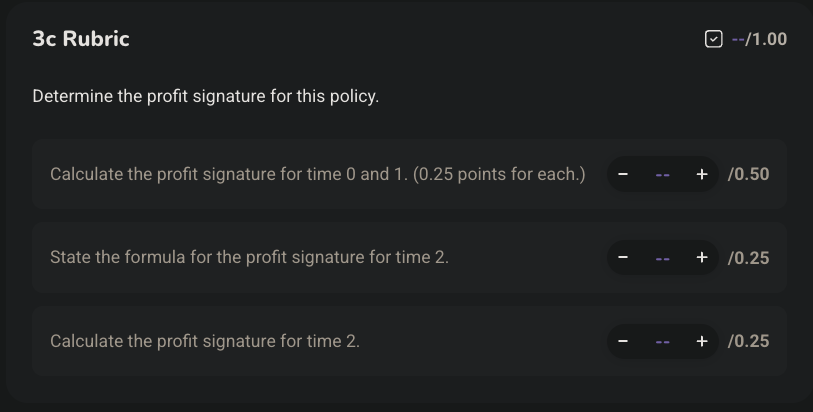 3c Rubric --/1.00
Determine the profit signature for this policy.
Calculate the profit signature for time 0 and 1. (0.25 points for each.) − -- + /0.50
State the formula for the profit signature for time 2. − -- + /0.25
Calculate the profit signature for time 2. − -- + /0.25